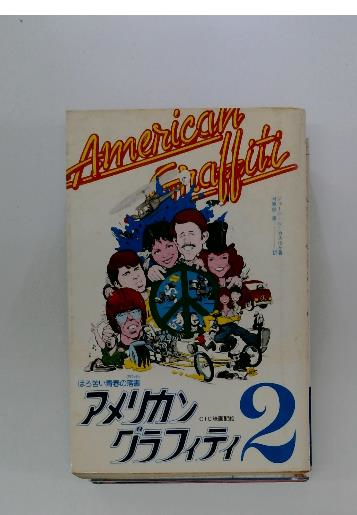 American
Graffiti
ほろ苦い青春の落書
アメリカン
グラフィティ
2
CIC映画配給